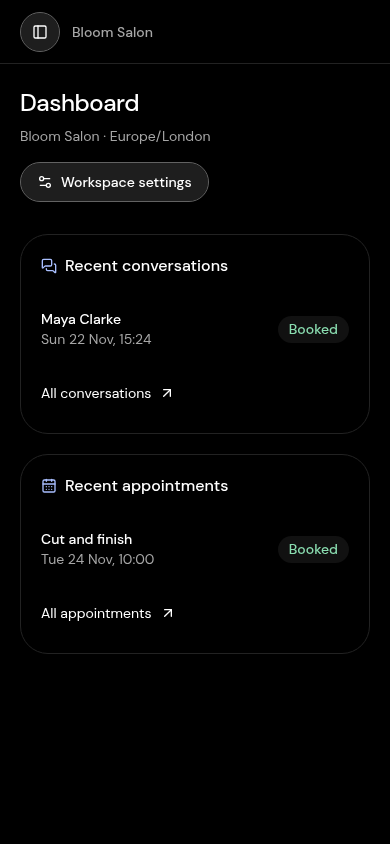 Bloom Salon
Dashboard
Bloom Salon · Europe/London
Workspace settings
Recent conversations
Maya Clarke
Sun 22 Nov, 15:24
Booked
All conversations
Recent appointments
Cut and finish
Tue 24 Nov, 10:00
Booked
All appointments